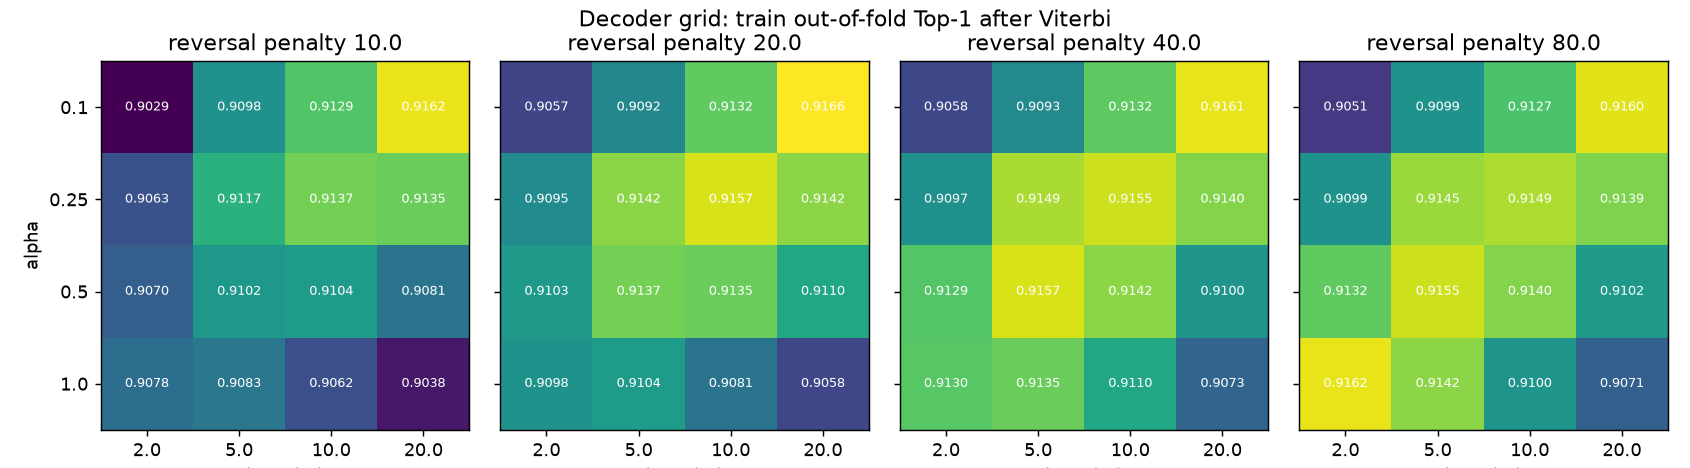 Decoder grid: train out-of-fold Top-1 after Viterbi
reversal penalty 10.0 reversal penalty 20.0 reversal penalty 40.0 reversal penalty 80.0
0.1 0.9029 0.9098 0.9129 0.9162 0.9057 0.9092 0.9132 0.9166 0.9058 0.9093 0.9132 0.9161 0.9051 0.9099 0.9127 0.9160
0.25 0.9063 0.9117 0.9137 0.9135 0.9095 0.9142 0.9157 0.9142 0.9097 0.9149 0.9155 0.9140 0.9099 0.9145 0.9149 0.9139
alpha
0.5 0.9070 0.9102 0.9104 0.9081 0.9103 0.9137 0.9135 0.9110 0.9129 0.9157 0.9142 0.9100 0.9132 0.9155 0.9140 0.9102
1.0 0.9078 0.9083 0.9062 0.9038 0.9098 0.9104 0.9081 0.9058 0.9130 0.9135 0.9110 0.9073 0.9162 0.9142 0.9100 0.9071
2.0 5.0 10.0 20.0 2.0 5.0 10.0 20.0 2.0 5.0 10.0 20.0 2.0 5.0 10.0 20.0